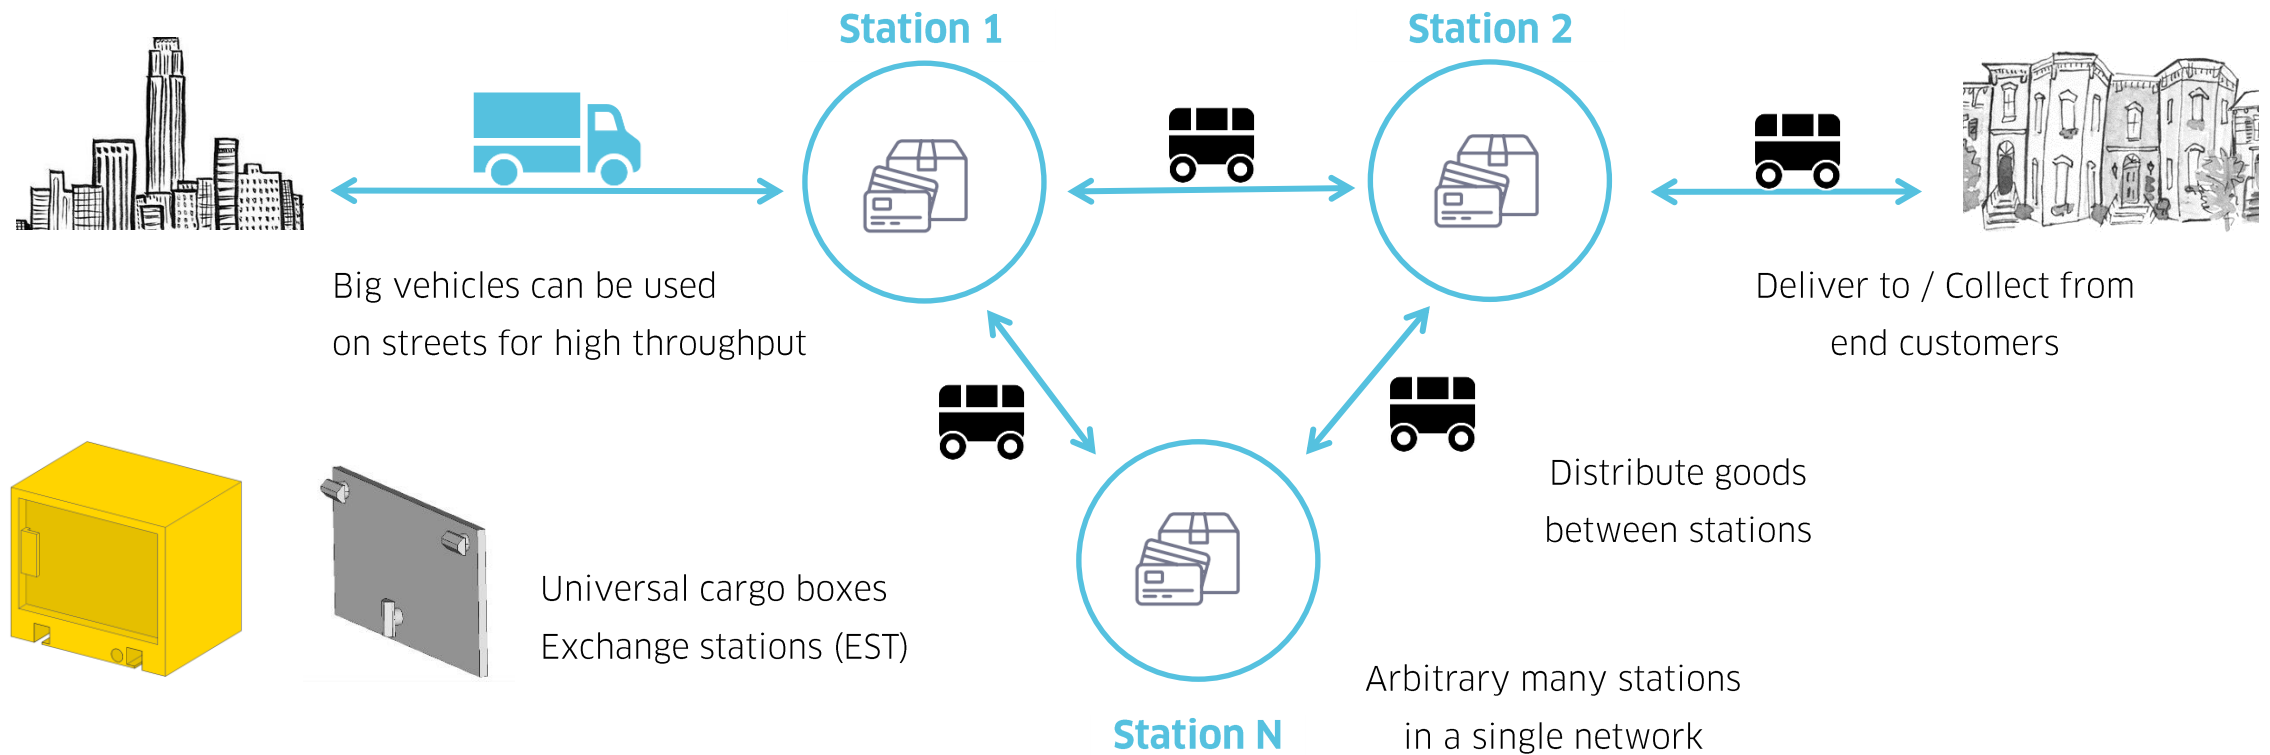 Station 1
Station 2
Big vehicles can be used
on streets for high throughput
Deliver to / Collect from
end customers
Distribute goods
between stations
Universal cargo boxes
Exchange stations (EST)
Arbitrary many stations
in a single network
Station N